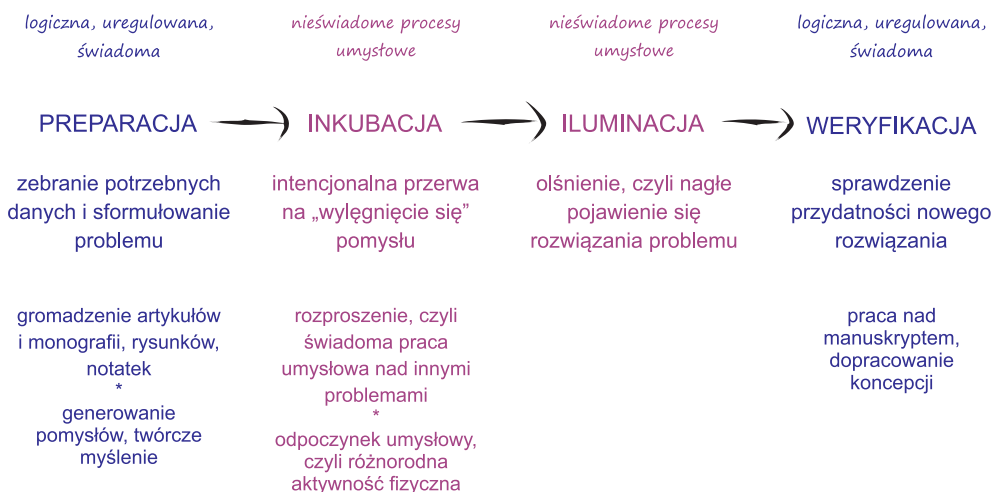 logiczna, uregulowana,
świadoma
nieświadome procesy
umysłowe
nieświadome procesy
umysłowe
logiczna, uregulowana,
świadoma
PREPARACJA
INKUBACJA
ILUMINACJA
WERYFIKACJA
zebranie potrzebnych
danych i sformułowanie
problemu
intencjonalna przerwa
na „wylęgnięcie się”
pomysłu
olśnienie, czyli nagłe
pojawienie się
rozwiązania problemu
sprawdzenie
przydatności nowego
rozwiązania
gromadzenie artykułów
i monografii, rysunków,
notatek
*
generowanie
pomysłów, twórcze
myślenie
rozproszenie, czyli
świadoma praca
umysłowa nad innymi
problemami
*
odpoczynek umysłowy,
czyli różnorodna
aktywność fizyczna
praca nad
manuskryptem,
dopracowanie
koncepcji